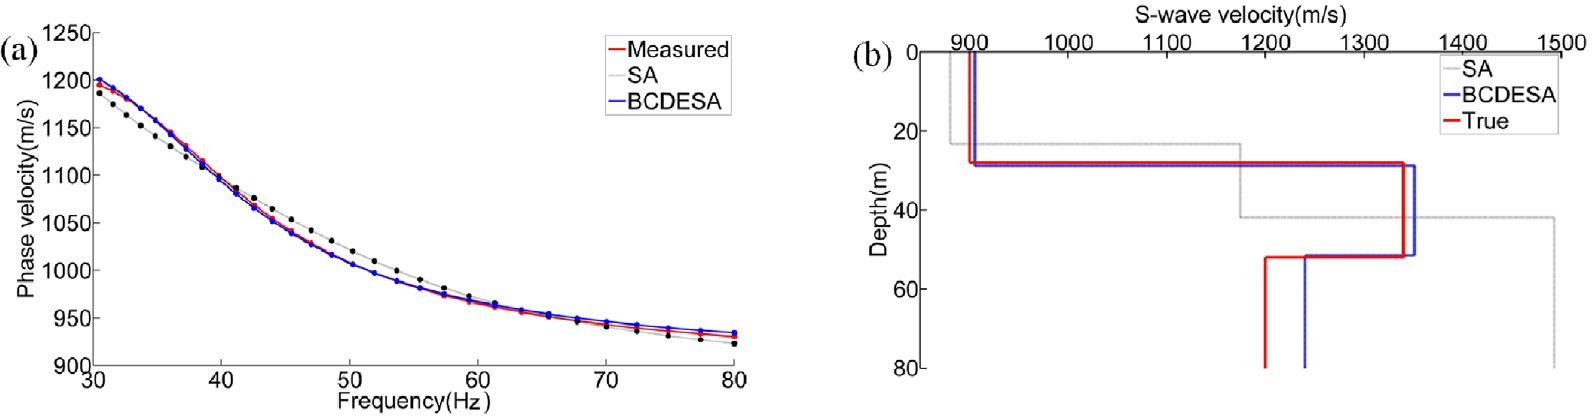 (a)
1250
1200
1150
1100
1050
1000
950
900
Phase velocity(m/s)
30 40 50 60 70 80
Frequency(Hz)
Measured
SA
BCDESA
(b)
S-wave velocity(m/s)
900 1000 1100 1200 1300 1400 1500
0
20
40
60
80
Depth(m)
SA
BCDESA
True